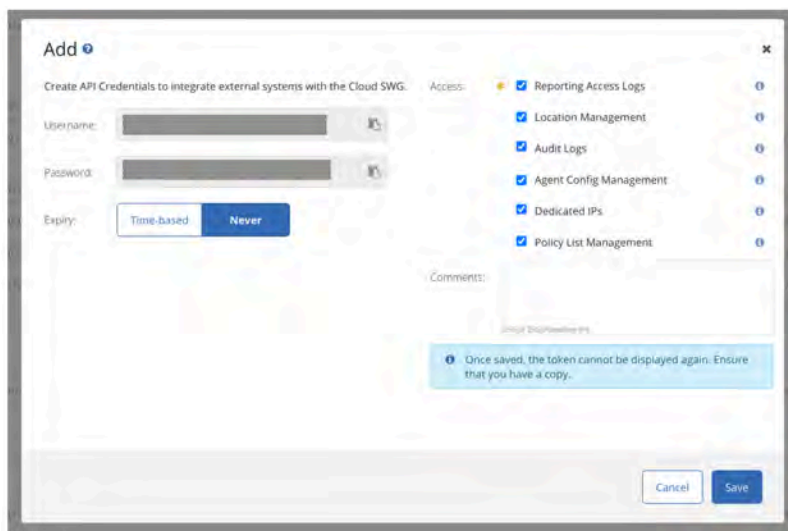 Add
Create API Credentials to integrate external systems with the Cloud SWG.
Username:
Password:
Expiry:
Time-based
Never
Access:
Reporting Access Logs
Location Management
Audit Logs
Agent Config Management
Dedicated IPs
Policy List Management
Comments:
Once saved, the token cannot be displayed again. Ensure
that you have a copy.
Cancel
Save